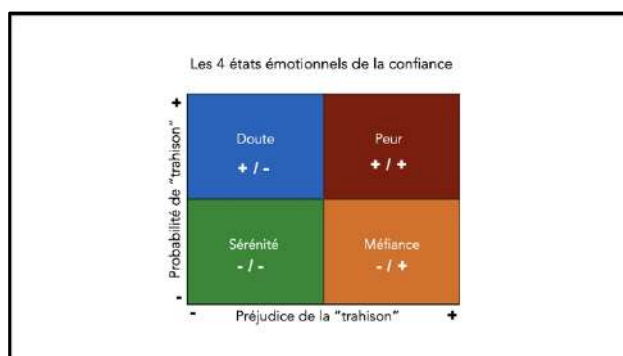 Les 4 états émotionnels de la confiance
+
Probabilité de "trahison"
-
Doute
+ / -
Peur
+ / +
Sérénité
- / -
Méfiance
- / +
-
Préjudice de la "trahison"
+